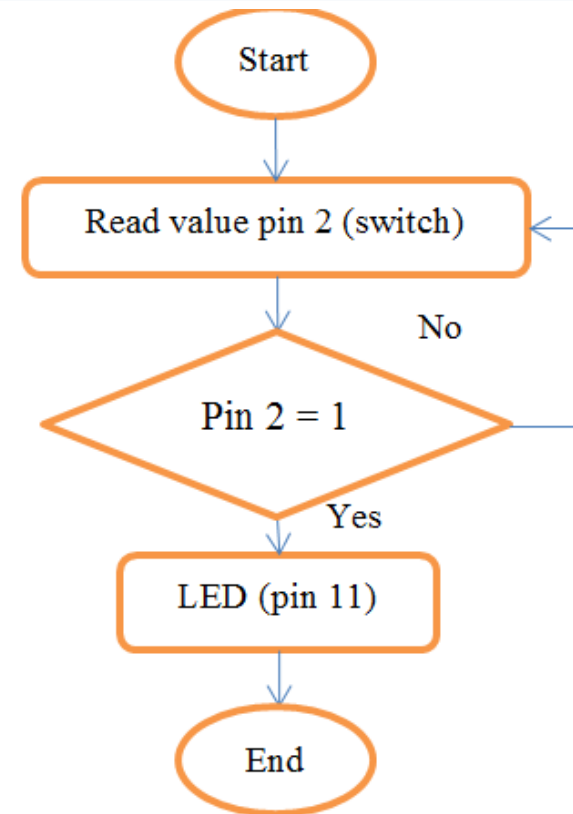 Start
Read value pin 2 (switch)
No
Pin 2 = 1
Yes
LED (pin 11)
End